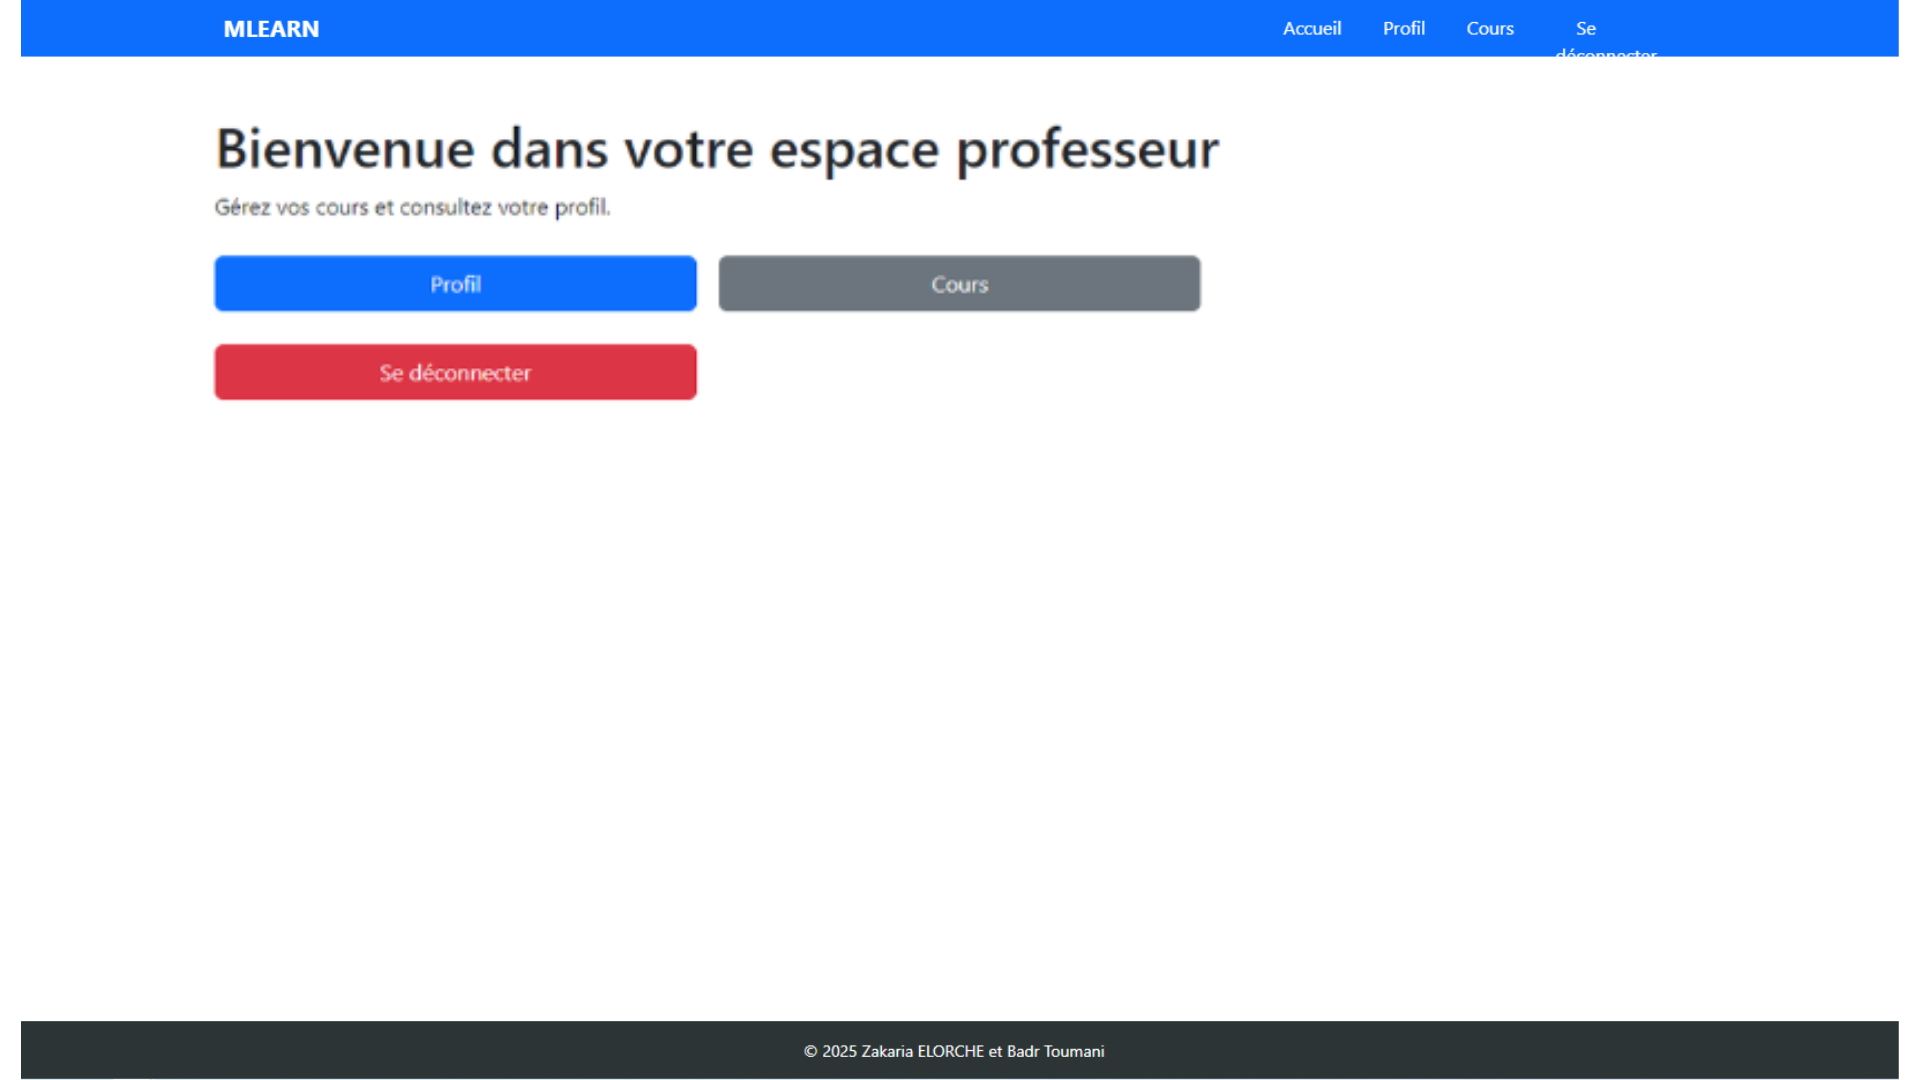 MLEARN
Accueil Profil Cours Se
déconnecter
Bienvenue dans votre espace professeur
Gérez vos cours et consultez votre profil.
Profil Cours
Se déconnecter
© 2025 Zakaria ELORCHE et Badr Toumani